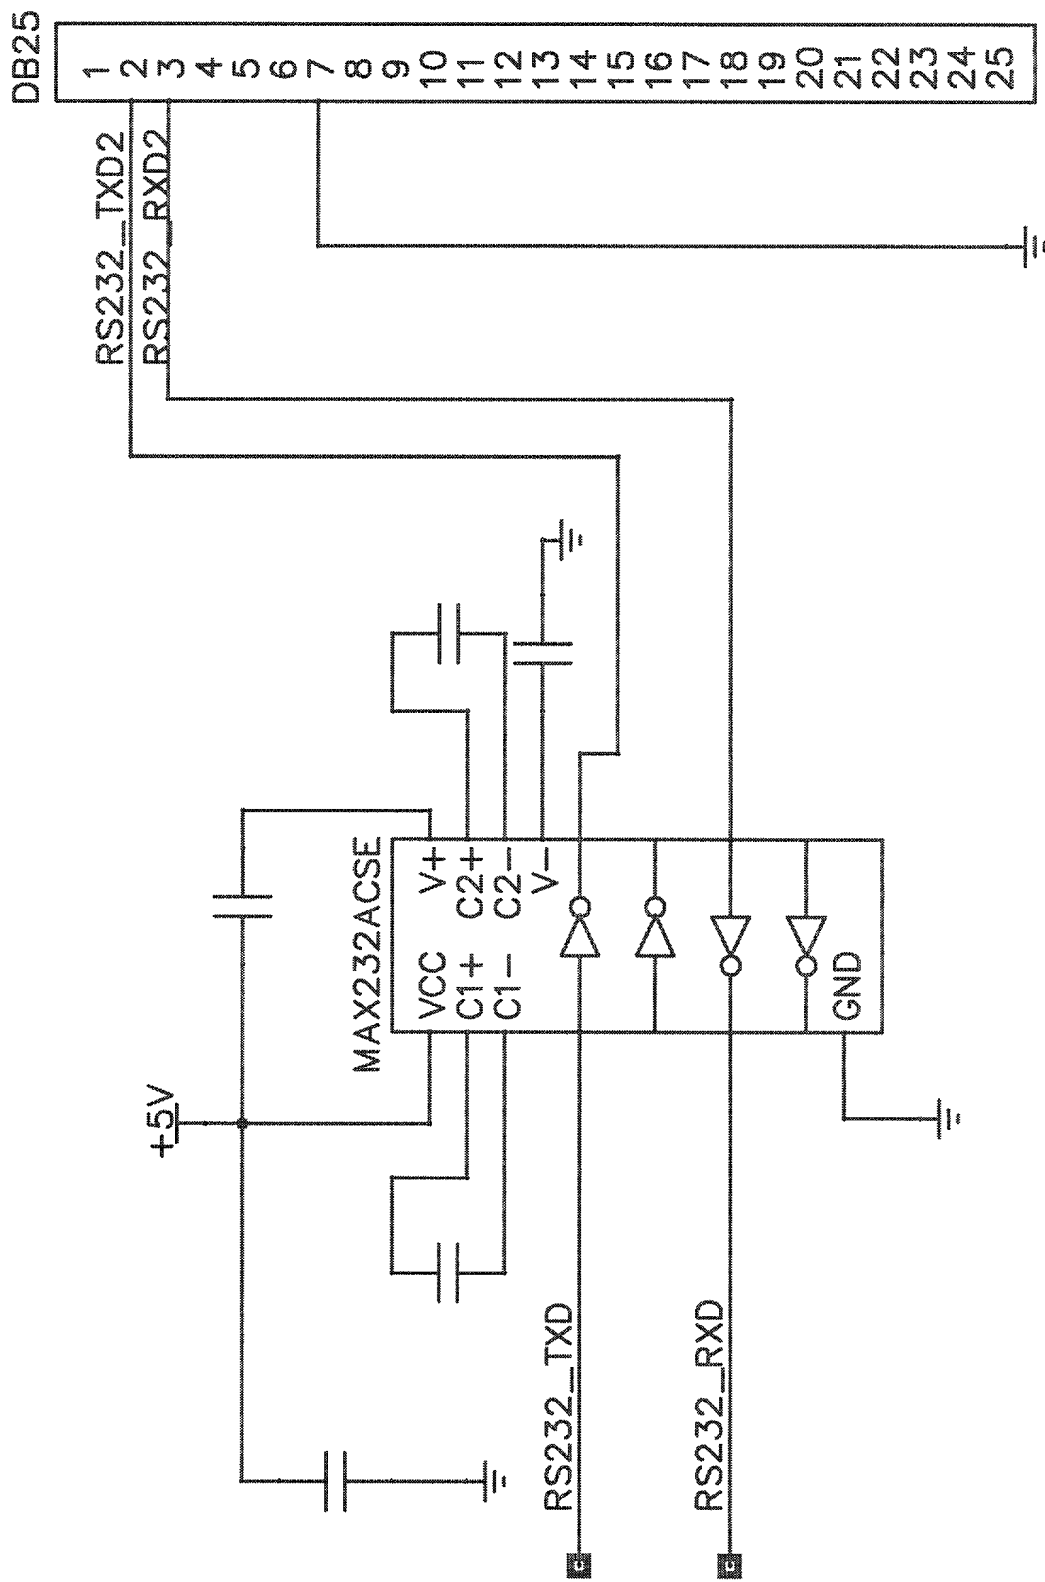 DB25
1
2
3
4
5
6
7
8
9
10
11
12
13
14
15
16
17
18
19
20
21
22
23
24
25
RS232_TXD2
RS232_RXD2
+5V
MAX232ACSE
VCC
C1+
C1-
V+
C2+
C2-
V-
GND
RS232_TXD
RS232_RXD